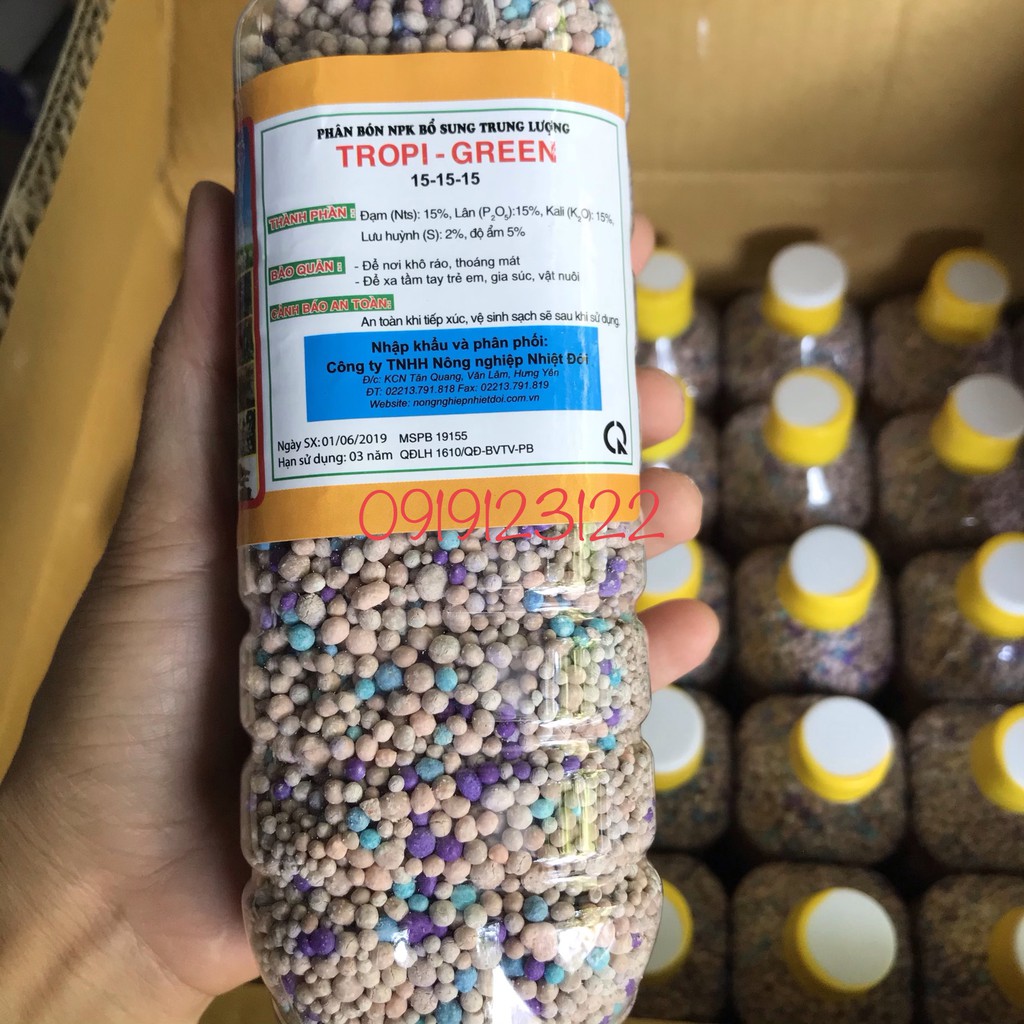 PHÂN BÓN NPK BỔ SUNG TRUNG LƯỢNG
TROPI - GREEN
15-15-15
THÀNH PHẦN : Đạm (Nts): 15%, Lân (P₂O₅):15%, Kali (K₂O): 15%,
Lưu huỳnh (S): 2%, độ ẩm 5%
BẢO QUẢN : - Để nơi khô ráo, thoáng mát
- Để xa tầm tay trẻ em, gia súc, vật nuôi
CẢNH BÁO AN TOÀN:
An toàn khi tiếp xúc, vệ sinh sạch sẽ sau khi sử dụng
Nhập khẩu và phân phối:
Công ty TNHH Nông nghiệp Nhiệt Đới
Đ/c: KCN Tân Quang, Văn Lâm, Hưng Yên
ĐT: 02213.791.818 Fax: 02213.791.819
Website: nongnghiepnhietdoi.com.vn
Ngày SX: 01/06/2019 MSPB 19155
Hạn sử dụng: 03 năm QĐLH 1610/QĐ-BVTV-PB
0919123122